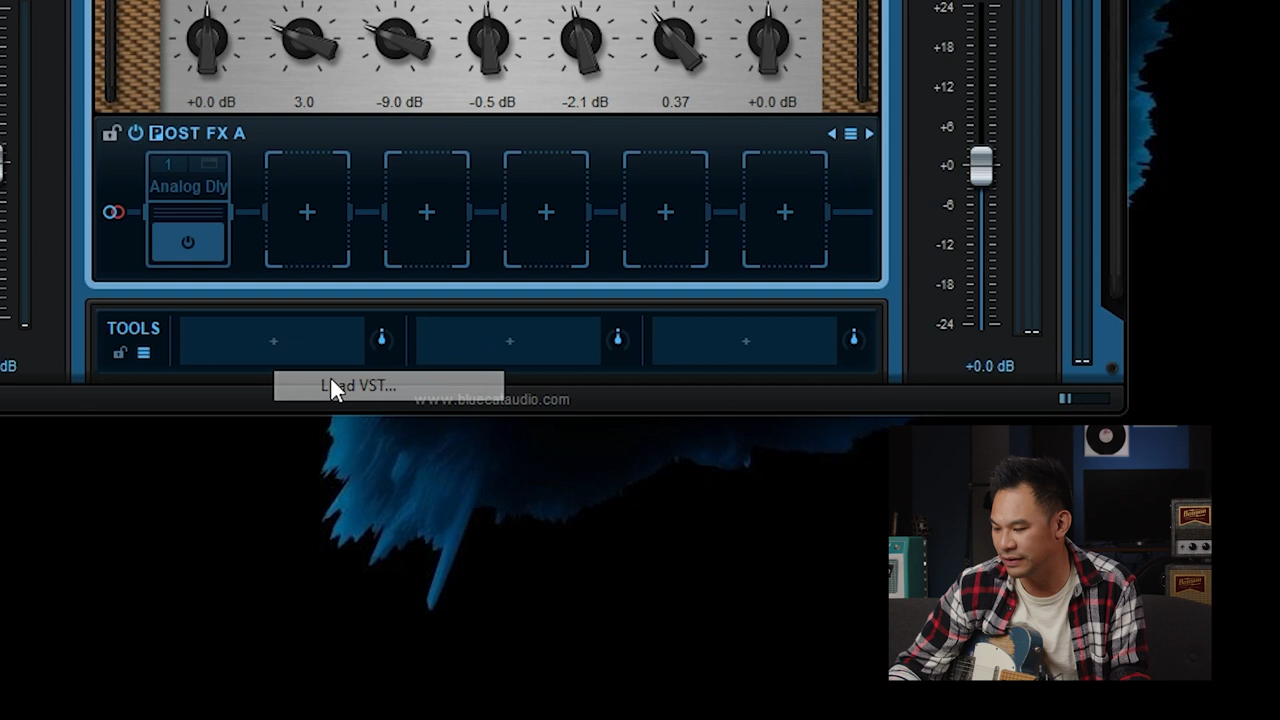 +24
+18
+12
+6
+0
-6
-12
-18
-24
+0.0 dB 3.0 -9.0 dB -0.5 dB -2.1 dB 0.37 +0.0 dB
POST FX A
1
Analog Dly
+ + + + +
TOOLS
+ + +
dB
+0.0 dB
Load VST...
www.bluecataudio.com